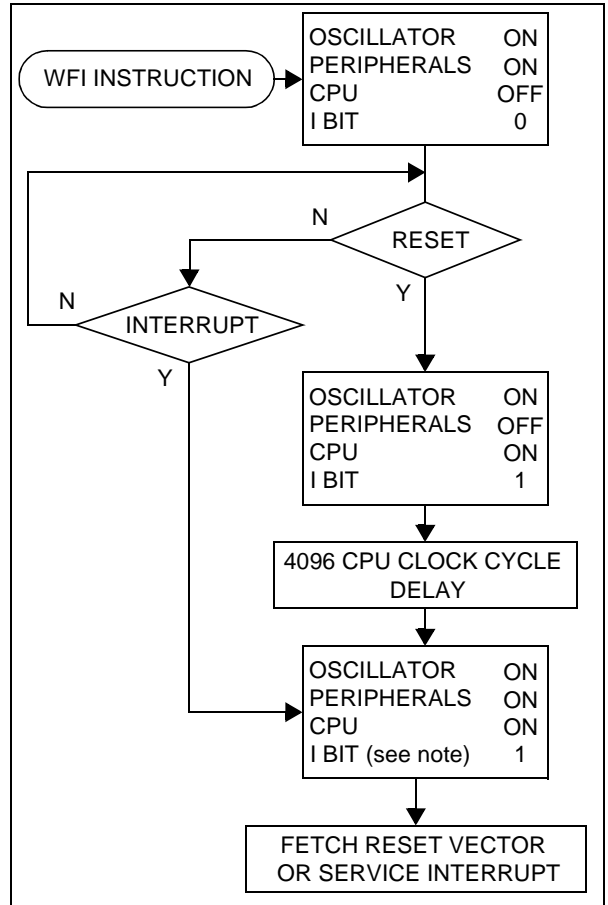 WFI INSTRUCTION
OSCILLATOR ON
PERIPHERALS ON
CPU OFF
I BIT 0
N
RESET
Y
N
INTERRUPT
Y
OSCILLATOR ON
PERIPHERALS OFF
CPU ON
I BIT 1
4096 CPU CLOCK CYCLE
DELAY
OSCILLATOR ON
PERIPHERALS ON
CPU ON
I BIT (see note) 1
FETCH RESET VECTOR
OR SERVICE INTERRUPT